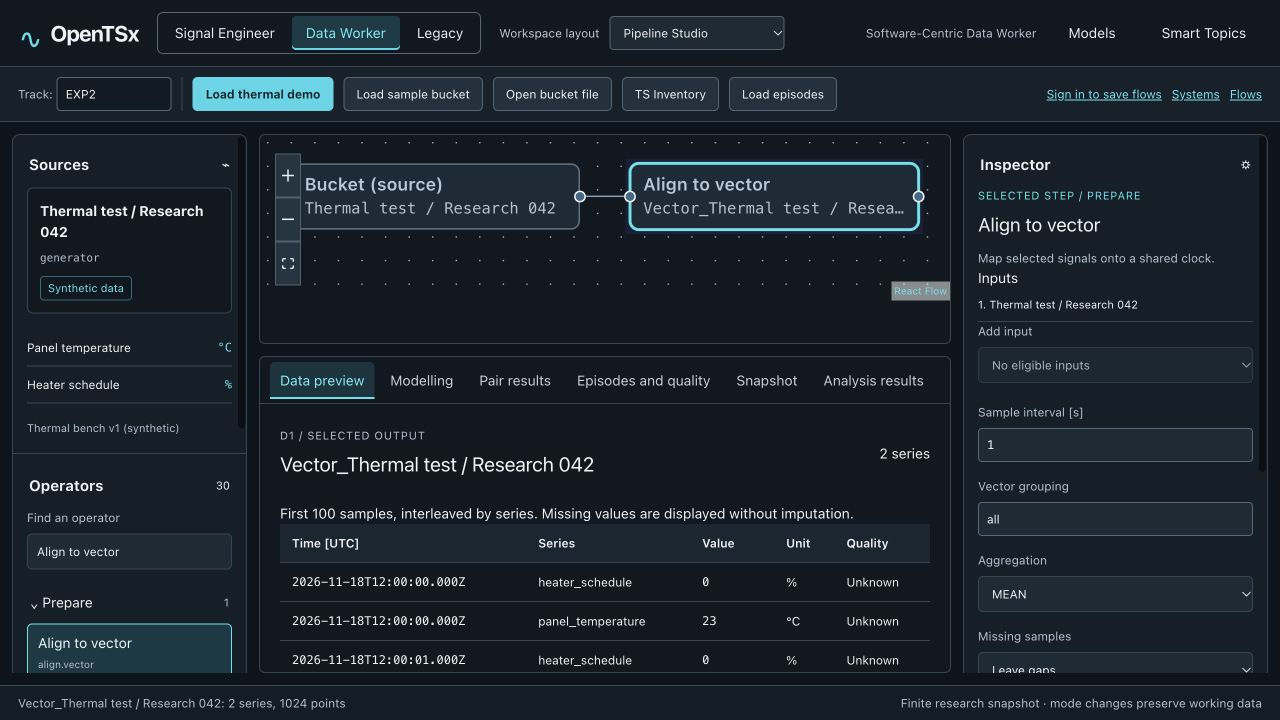 OpenTSx
Signal Engineer
Data Worker
Legacy
Workspace layout
Pipeline Studio
Software-Centric Data Worker
Models
Smart Topics
Track:
EXP2
Load thermal demo
Load sample bucket
Open bucket file
TS Inventory
Load episodes
Sign in to save flows
Systems
Flows
Sources
Thermal test / Research
042
generator
Synthetic data
Panel temperature °C
Heater schedule %
Thermal bench v1 (synthetic)
Operators 30
Find an operator
Align to vector
Prepare 1
Align to vector
align.vector
Bucket (source)
Thermal test / Research 042
Align to vector
Vector_Thermal test / Resea…
React Flow
Data preview
Modelling
Pair results
Episodes and quality
Snapshot
Analysis results
D1 / SELECTED OUTPUT
Vector_Thermal test / Research 042
2 series
First 100 samples, interleaved by series. Missing values are displayed without imputation.
Time [UTC] Series Value Unit Quality
2026-11-18T12:00:00.000Z heater_schedule 0 % Unknown
2026-11-18T12:00:00.000Z panel_temperature 23 °C Unknown
2026-11-18T12:00:01.000Z heater_schedule 0 % Unknown
Inspector
SELECTED STEP / PREPARE
Align to vector
Map selected signals onto a shared clock.
Inputs
1. Thermal test / Research 042
Add input
No eligible inputs
Sample interval [s]
1
Vector grouping
all
Aggregation
MEAN
Missing samples
Leave gaps
Vector_Thermal test / Research 042: 2 series, 1024 points
Finite research snapshot · mode changes preserve working data